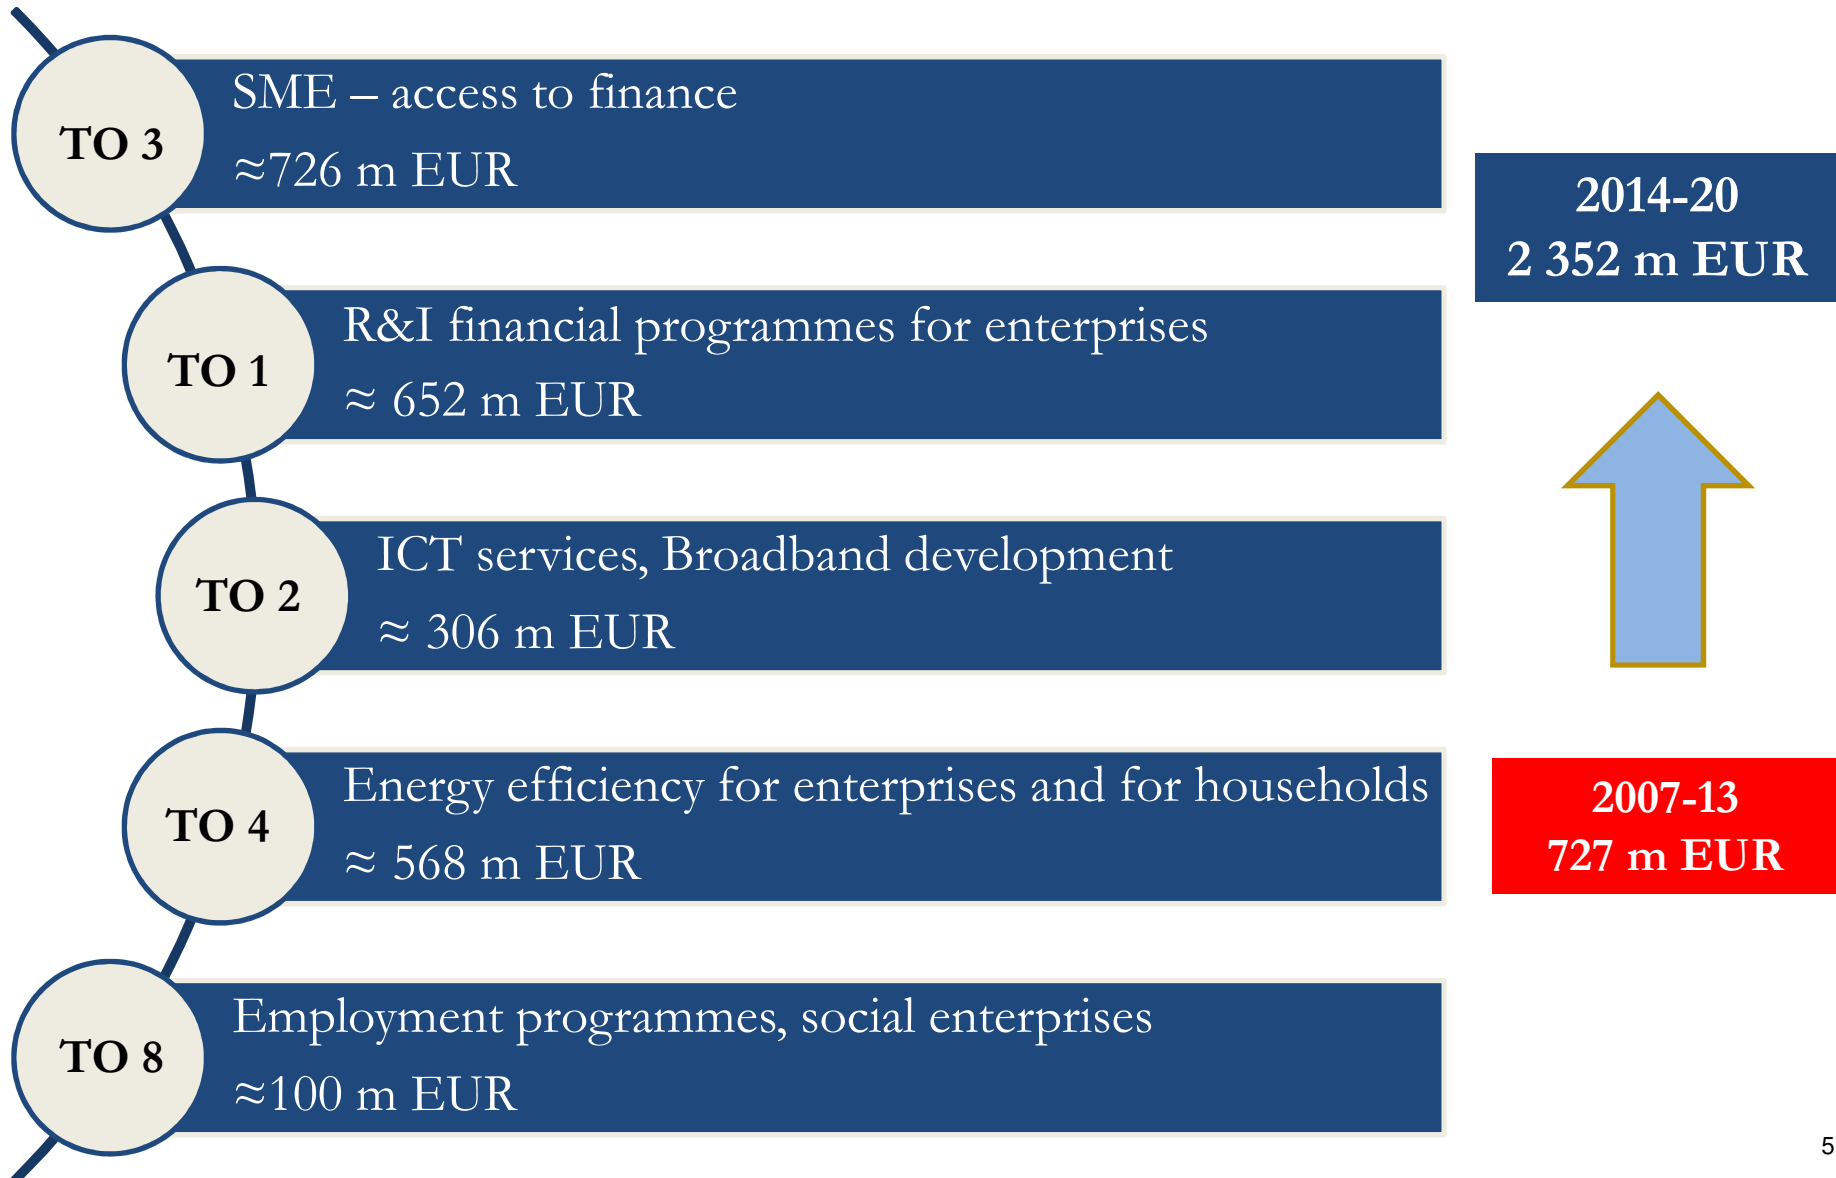 TO 3
SME – access to finance
≈726 m EUR
TO 1
R&I financial programmes for enterprises
≈ 652 m EUR
TO 2
ICT services, Broadband development
≈ 306 m EUR
TO 4
Energy efficiency for enterprises and for households
≈ 568 m EUR
TO 8
Employment programmes, social enterprises
≈100 m EUR
2014-20
2 352 m EUR
2007-13
727 m EUR
5